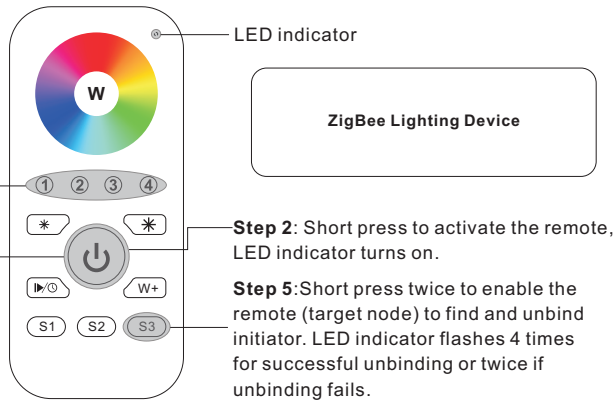 LED indicator
W
ZigBee Lighting Device
1 2 3 4
Step 2: Short press to activate the remote,
LED indicator turns on.
W+
Step 5:Short press twice to enable the
remote (target node) to find and unbind
initiator. LED indicator flashes 4 times
for successful unbinding or twice if
unbinding fails.
S1 S2 S3